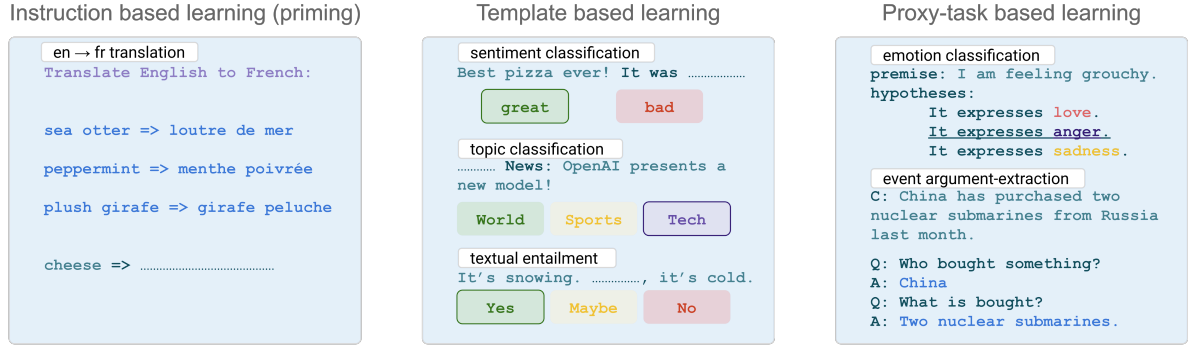 Instruction based learning (priming)
en → fr translation
Translate English to French:
sea otter => loutre de mer
peppermint => menthe poivrée
plush girafe => girafe peluche
cheese => ..............................
Template based learning
sentiment classification
Best pizza ever! It was ..............
great
bad
topic classification
......... News: OpenAI presents a
new model!
World
Sports
Tech
textual entailment
It's snowing. ..........., it's cold.
Yes
Maybe
No
Proxy-task based learning
emotion classification
premise: I am feeling grouchy.
hypotheses:
It expresses love.
It expresses anger.
It expresses sadness.
event argument-extraction
C: China has purchased two
nuclear submarines from Russia
last month.
Q: Who bought something?
A: China
Q: What is bought?
A: Two nuclear submarines.